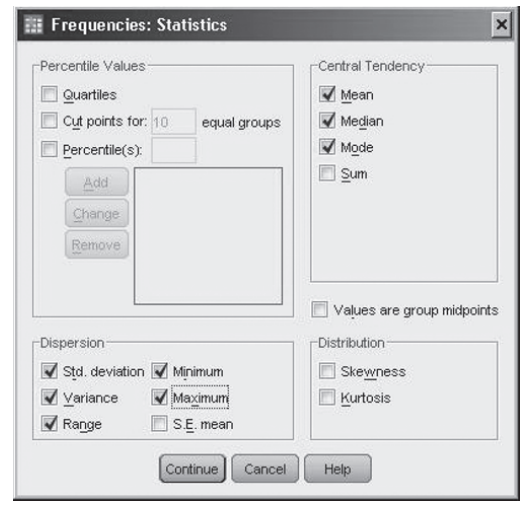 Frequencies: Statistics
Percentile Values
Quartiles
Cut points for: 10 equal groups
Percentile(s):
Add
Change
Remove
Central Tendency
Mean
Median
Mode
Sum
Values are group midpoints
Dispersion
Std. deviation Minimum
Variance Maximum
Range S.E. mean
Distribution
Skewness
Kurtosis
Continue Cancel Help